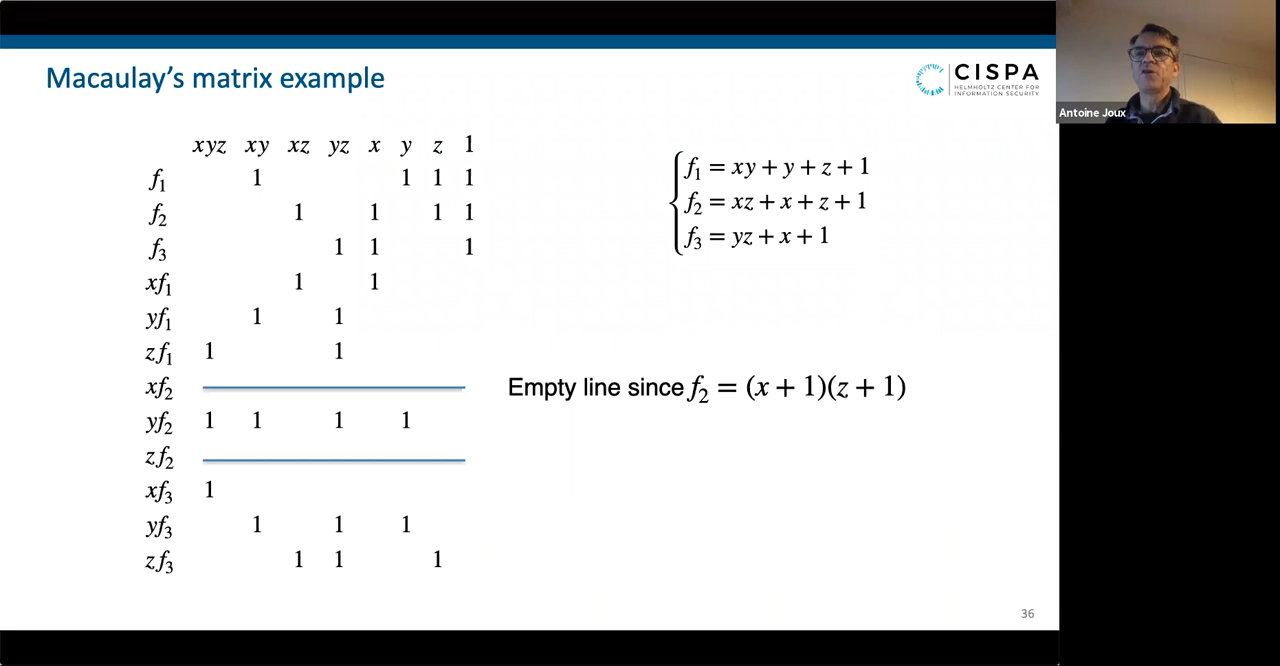 Macaulay's matrix example
CISPA
HELMHOLTZ CENTER FOR
INFORMATION SECURITY
Antoine Joux
xyz xy xz yz x y z 1
f₁ 1 1 1 1
f₂ 1 1 1 1
f₃ 1 1 1
xf₁ 1 1
yf₁ 1 1
zf₁ 1 1
xf₂
yf₂ 1 1 1 1
zf₂
xf₃ 1
yf₃ 1 1 1
zf₃ 1 1 1
f₁ = xy + y + z + 1
f₂ = xz + x + z + 1
f₃ = yz + x + 1
Empty line since f₂ = (x + 1)(z + 1)
36